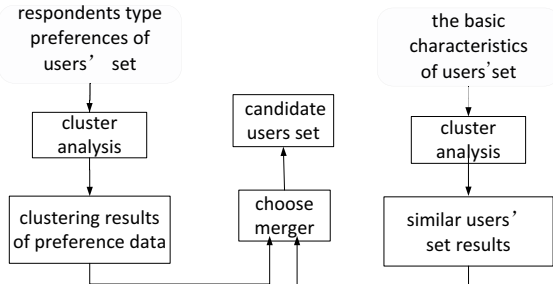 respondents type
preferences of
users’ set
cluster
analysis
clustering results
of preference data
candidate
users set
choose
merger
the basic
characteristics
of users'set
cluster
analysis
similar users’
set results